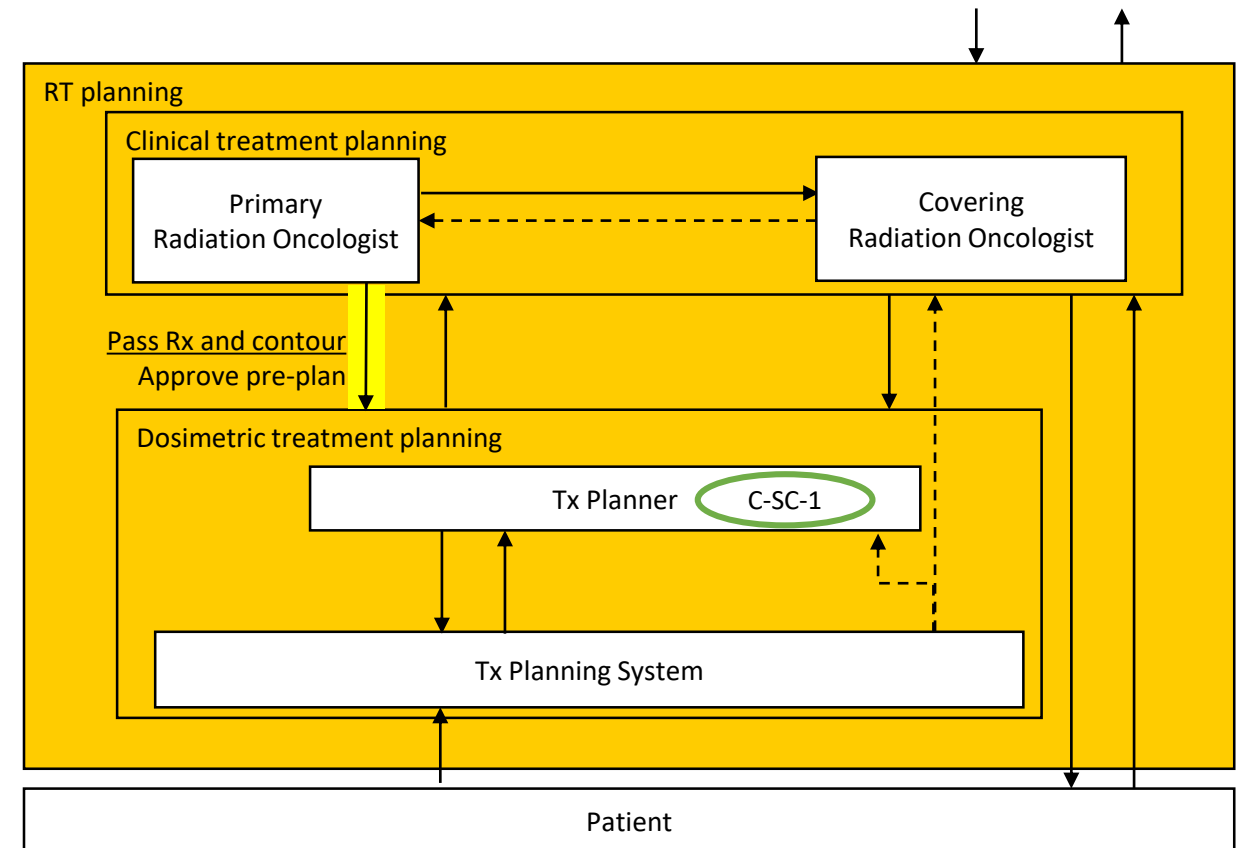 RT planning
Clinical treatment planning
Primary
Radiation Oncologist
Covering
Radiation Oncologist
Pass Rx and contour
Approve pre-plan
Dosimetric treatment planning
Tx Planner
C-SC-1
Tx Planning System
Patient